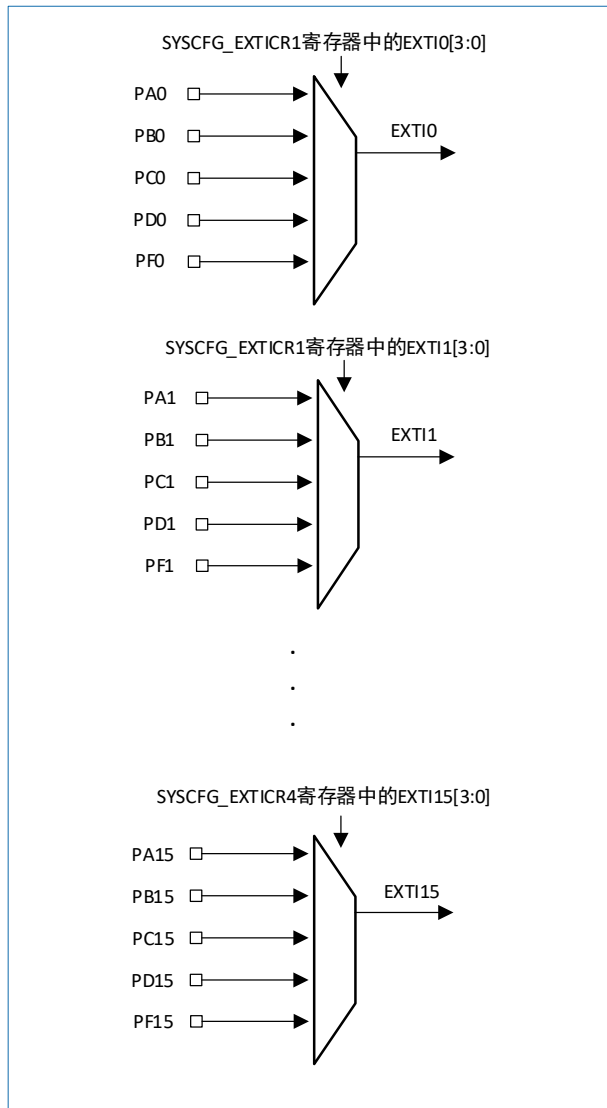 SYSCFG_EXTICR1寄存器中的EXTI0[3:0]
PA0
PB0
EXTI0
PC0
PD0
PF0
SYSCFG_EXTICR1寄存器中的EXTI1[3:0]
PA1
PB1
EXTI1
PC1
PD1
PF1
.
.
.
SYSCFG_EXTICR4寄存器中的EXTI15[3:0]
PA15
PB15
EXTI15
PC15
PD15
PF15